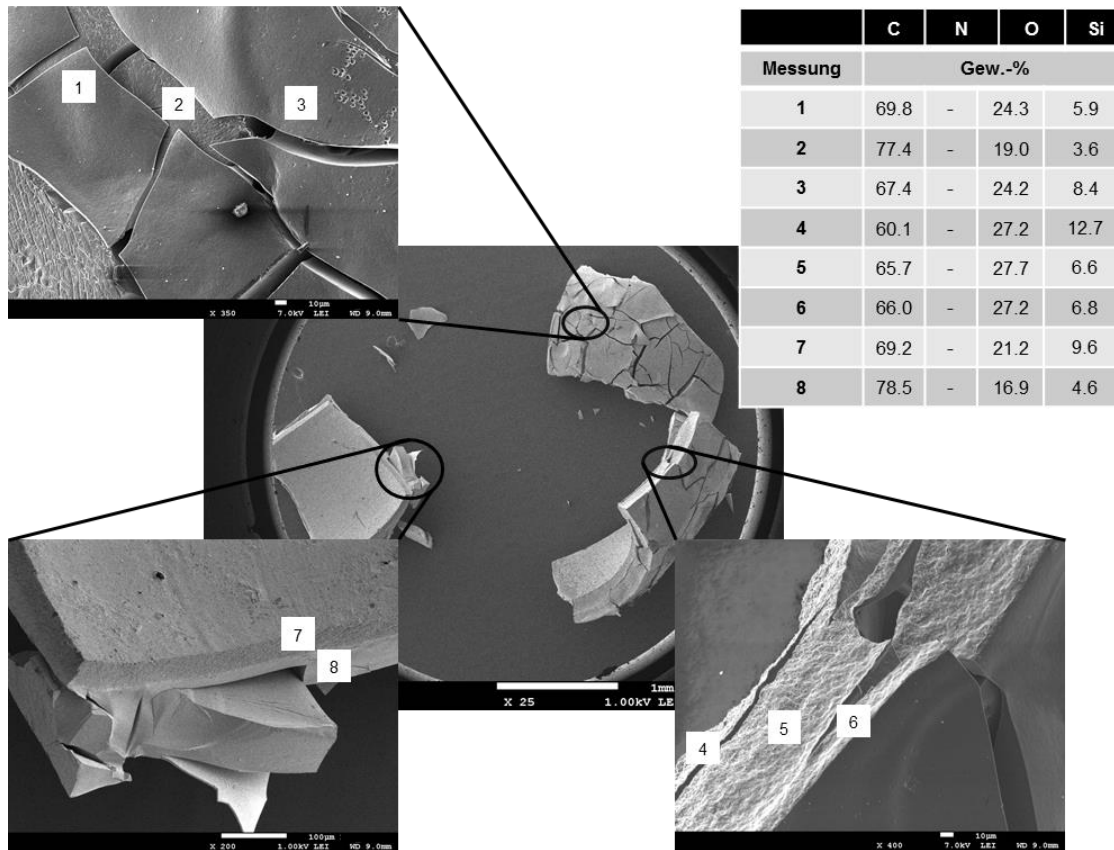 1
2
3
X 350 10µm 7.0kV LEI WD 9.0mm
C N O Si
Messung Gew.-%
1 69.8 - 24.3 5.9
2 77.4 - 19.0 3.6
3 67.4 - 24.2 8.4
4 60.1 - 27.2 12.7
5 65.7 - 27.7 6.6
6 66.0 - 27.2 6.8
7 69.2 - 21.2 9.6
8 78.5 - 16.9 4.6
1mm
X 25 1.00kV LE
7
8
100µm
X 200 1.00kV LEI WD 9.0mm
4
5
6
10µm
X 400 7.0kV LEI WD 9.0mm